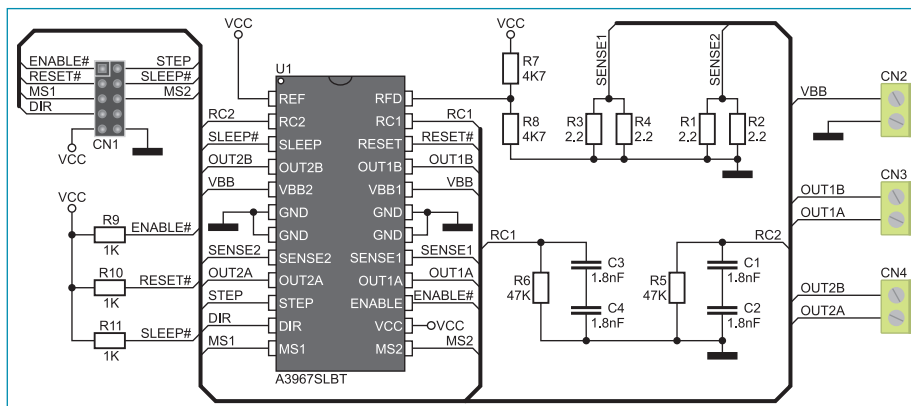 ENABLE#
STEP
RESET#
SLEEP#
MS1
MS2
DIR
VCC
CN1
VCC
R9
ENABLE#
1K
R10
RESET#
1K
R11
SLEEP#
1K
VCC
U1
REF
RFD
RC2
RC2
RC1
RC1
SLEEP#
SLEEP
RESET
RESET#
OUT2B
OUT2B
OUT1B
OUT1B
VBB
VBB2
VBB1
VBB
GND
GND
GND
GND
SENSE2
SENSE2
SENSE1
SENSE1
OUT2A
OUT2A
OUT1A
OUT1A
STEP
STEP
ENABLE
ENABLE#
DIR
DIR
VCC
VCC
MS1
MS1
MS2
MS2
A3967SLBT
VCC
R7
4K7
R8
4K7
SENSE1
SENSE2
R3
2.2
R4
2.2
R1
2.2
R2
2.2
RC1
R6
47K
C3
1.8nF
C4
1.8nF
RC2
R5
47K
C1
1.8nF
C2
1.8nF
CN2
VBB
CN3
OUT1B
OUT1A
CN4
OUT2B
OUT2A